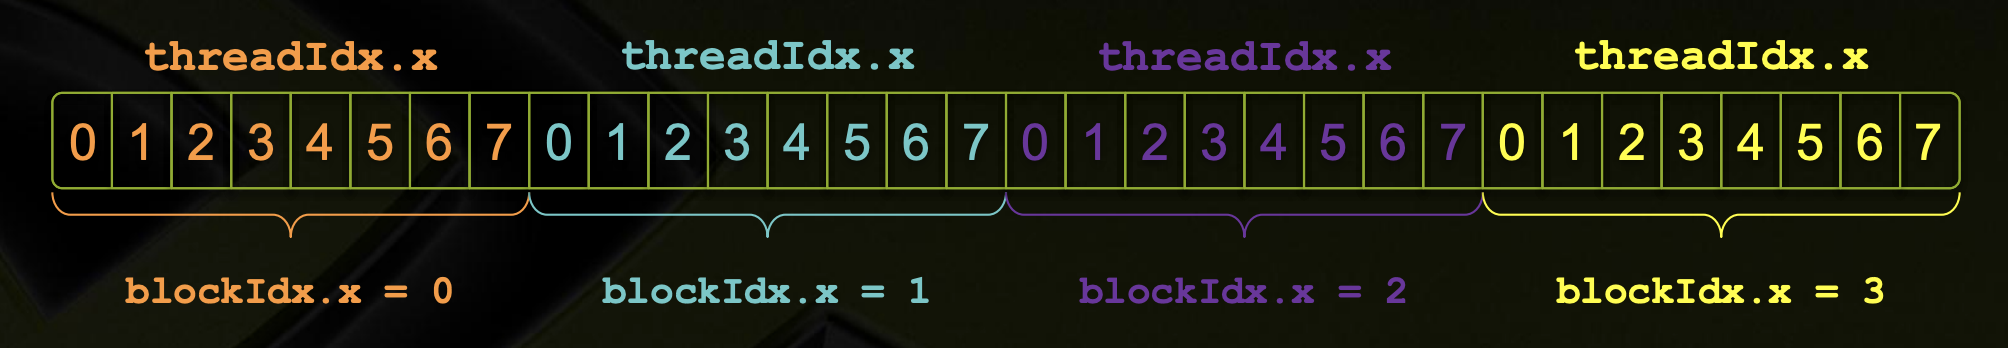 threadIdx.x threadIdx.x threadIdx.x threadIdx.x
0 1 2 3 4 5 6 7 0 1 2 3 4 5 6 7 0 1 2 3 4 5 6 7 0 1 2 3 4 5 6 7
blockIdx.x = 0 blockIdx.x = 1 blockIdx.x = 2 blockIdx.x = 3